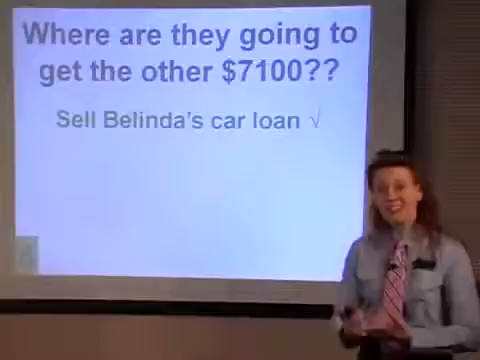 Where are they going to
get the other $7100??
Sell Belinda's car loan √